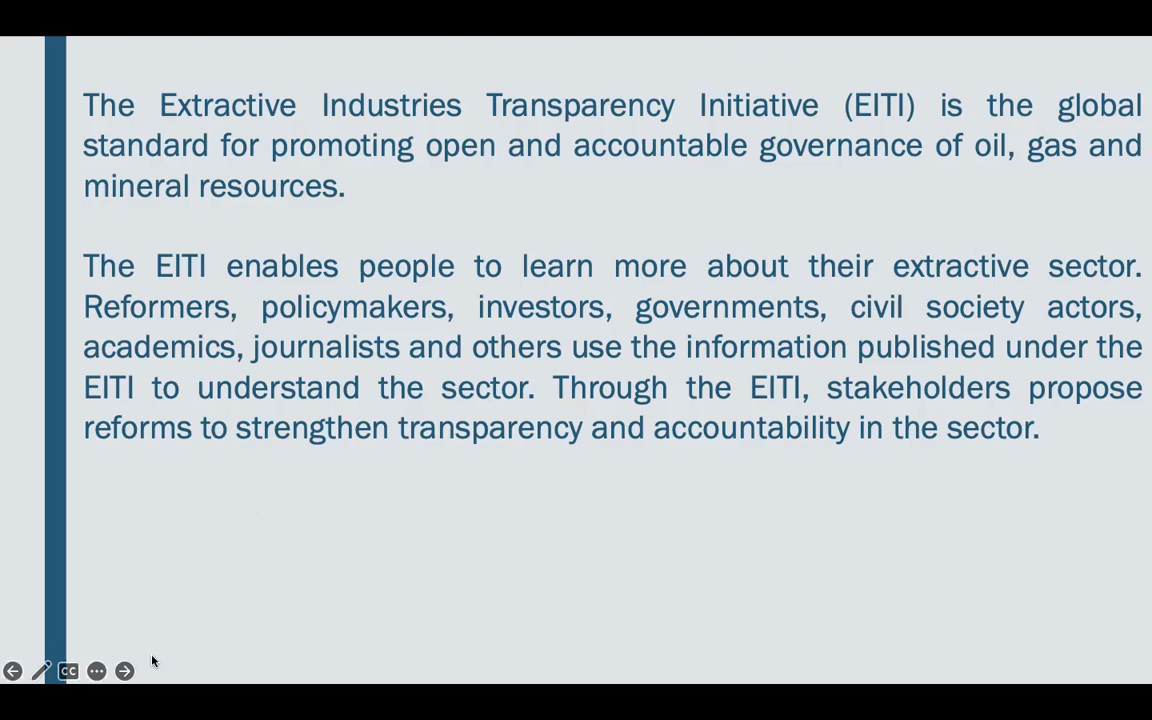 The Extractive Industries Transparency Initiative (EITI) is the global
standard for promoting open and accountable governance of oil, gas and
mineral resources.
The EITI enables people to learn more about their extractive sector.
Reformers, policymakers, investors, governments, civil society actors,
academics, journalists and others use the information published under the
EITI to understand the sector. Through the EITI, stakeholders propose
reforms to strengthen transparency and accountability in the sector.
CC